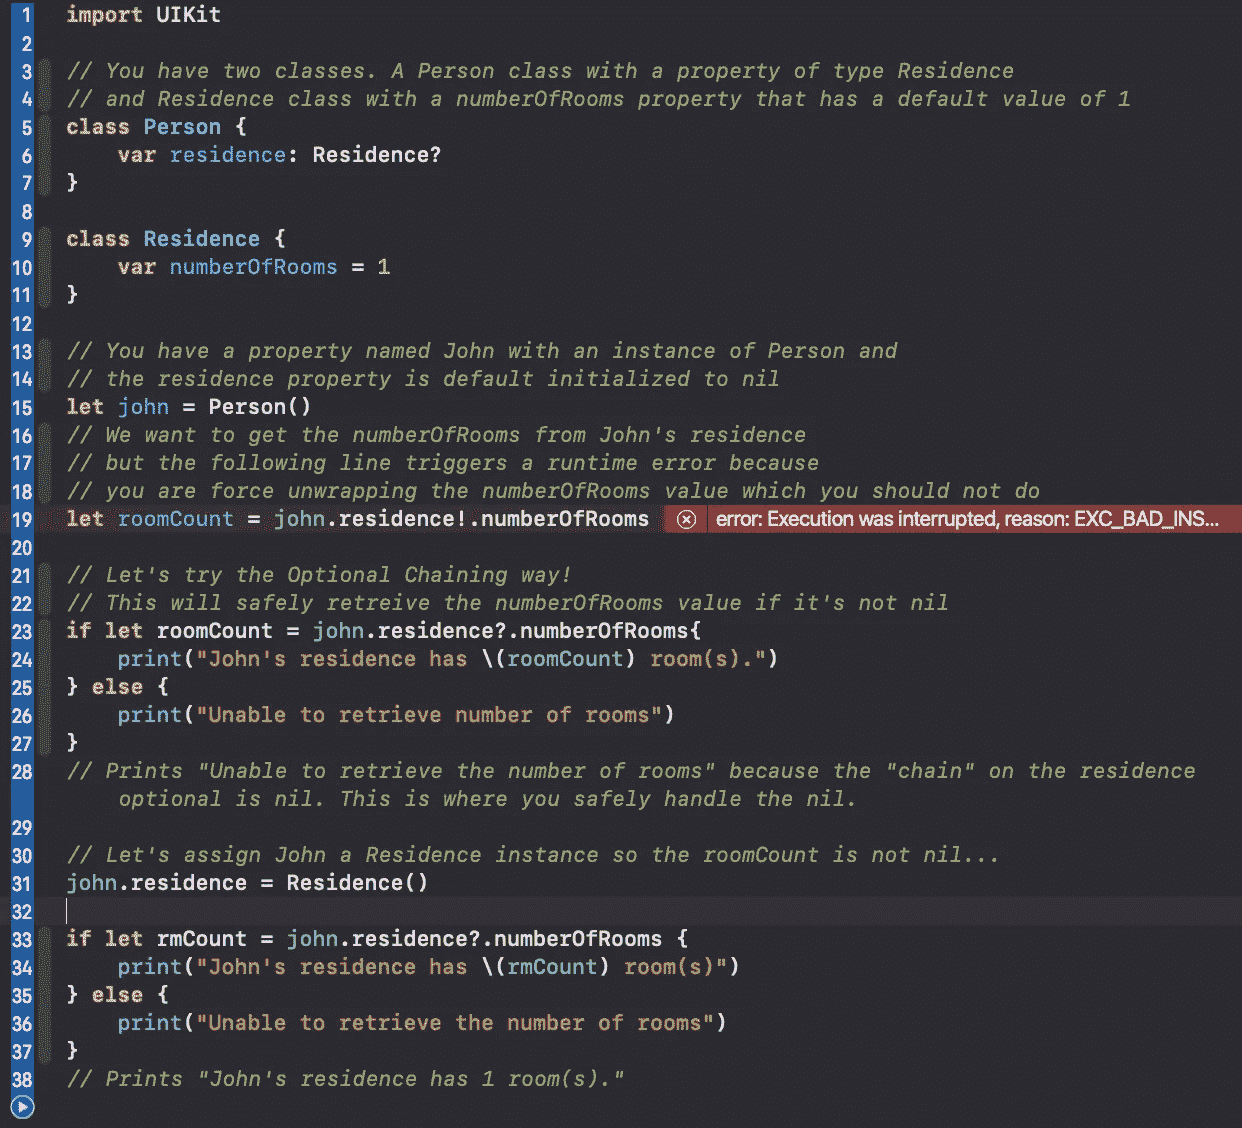 1 import UIKit
2
3 // You have two classes. A Person class with a property of type Residence
4 // and Residence class with a numberOfRooms property that has a default value of 1
5 class Person {
6     var residence: Residence?
7 }
8
9 class Residence {
10     var numberOfRooms = 1
11 }
12
13 // You have a property named John with an instance of Person and
14 // the residence property is default initialized to nil
15 let john = Person()
16 // We want to get the numberOfRooms from John's residence
17 // but the following line triggers a runtime error because
18 // you are force unwrapping the numberOfRooms value which you should not do
19 let roomCount = john.residence!.numberOfRooms error: Execution was interrupted, reason: EXC_BAD_INS...
20
21 // Let's try the Optional Chaining way!
22 // This will safely retreive the numberOfRooms value if it's not nil
23 if let roomCount = john.residence?.numberOfRooms{
24     print("John's residence has \(roomCount) room(s).")
25 } else {
26     print("Unable to retrieve number of rooms")
27 }
28 // Prints "Unable to retrieve the number of rooms" because the "chain" on the residence
optional is nil. This is where you safely handle the nil.
29
30 // Let's assign John a Residence instance so the roomCount is not nil...
31 john.residence = Residence()
32
33 if let rmCount = john.residence?.numberOfRooms {
34     print("John's residence has \(rmCount) room(s)")
35 } else {
36     print("Unable to retrieve the number of rooms")
37 }
38 // Prints "John's residence has 1 room(s)."